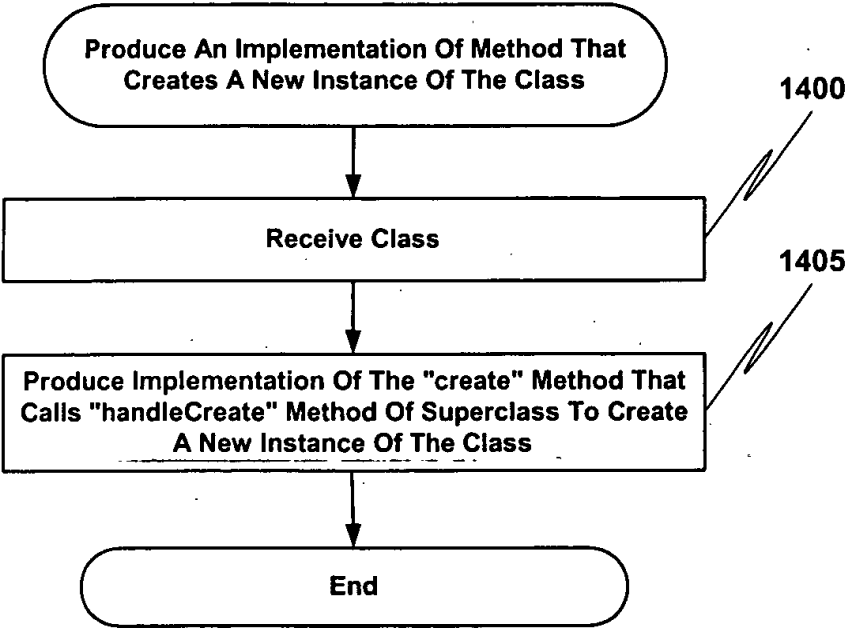 Produce An Implementation Of Method That
Creates A New Instance Of The Class
1400
Receive Class
1405
Produce Implementation Of The "create" Method That
Calls "handleCreate" Method Of Superclass To Create
A New Instance Of The Class
End